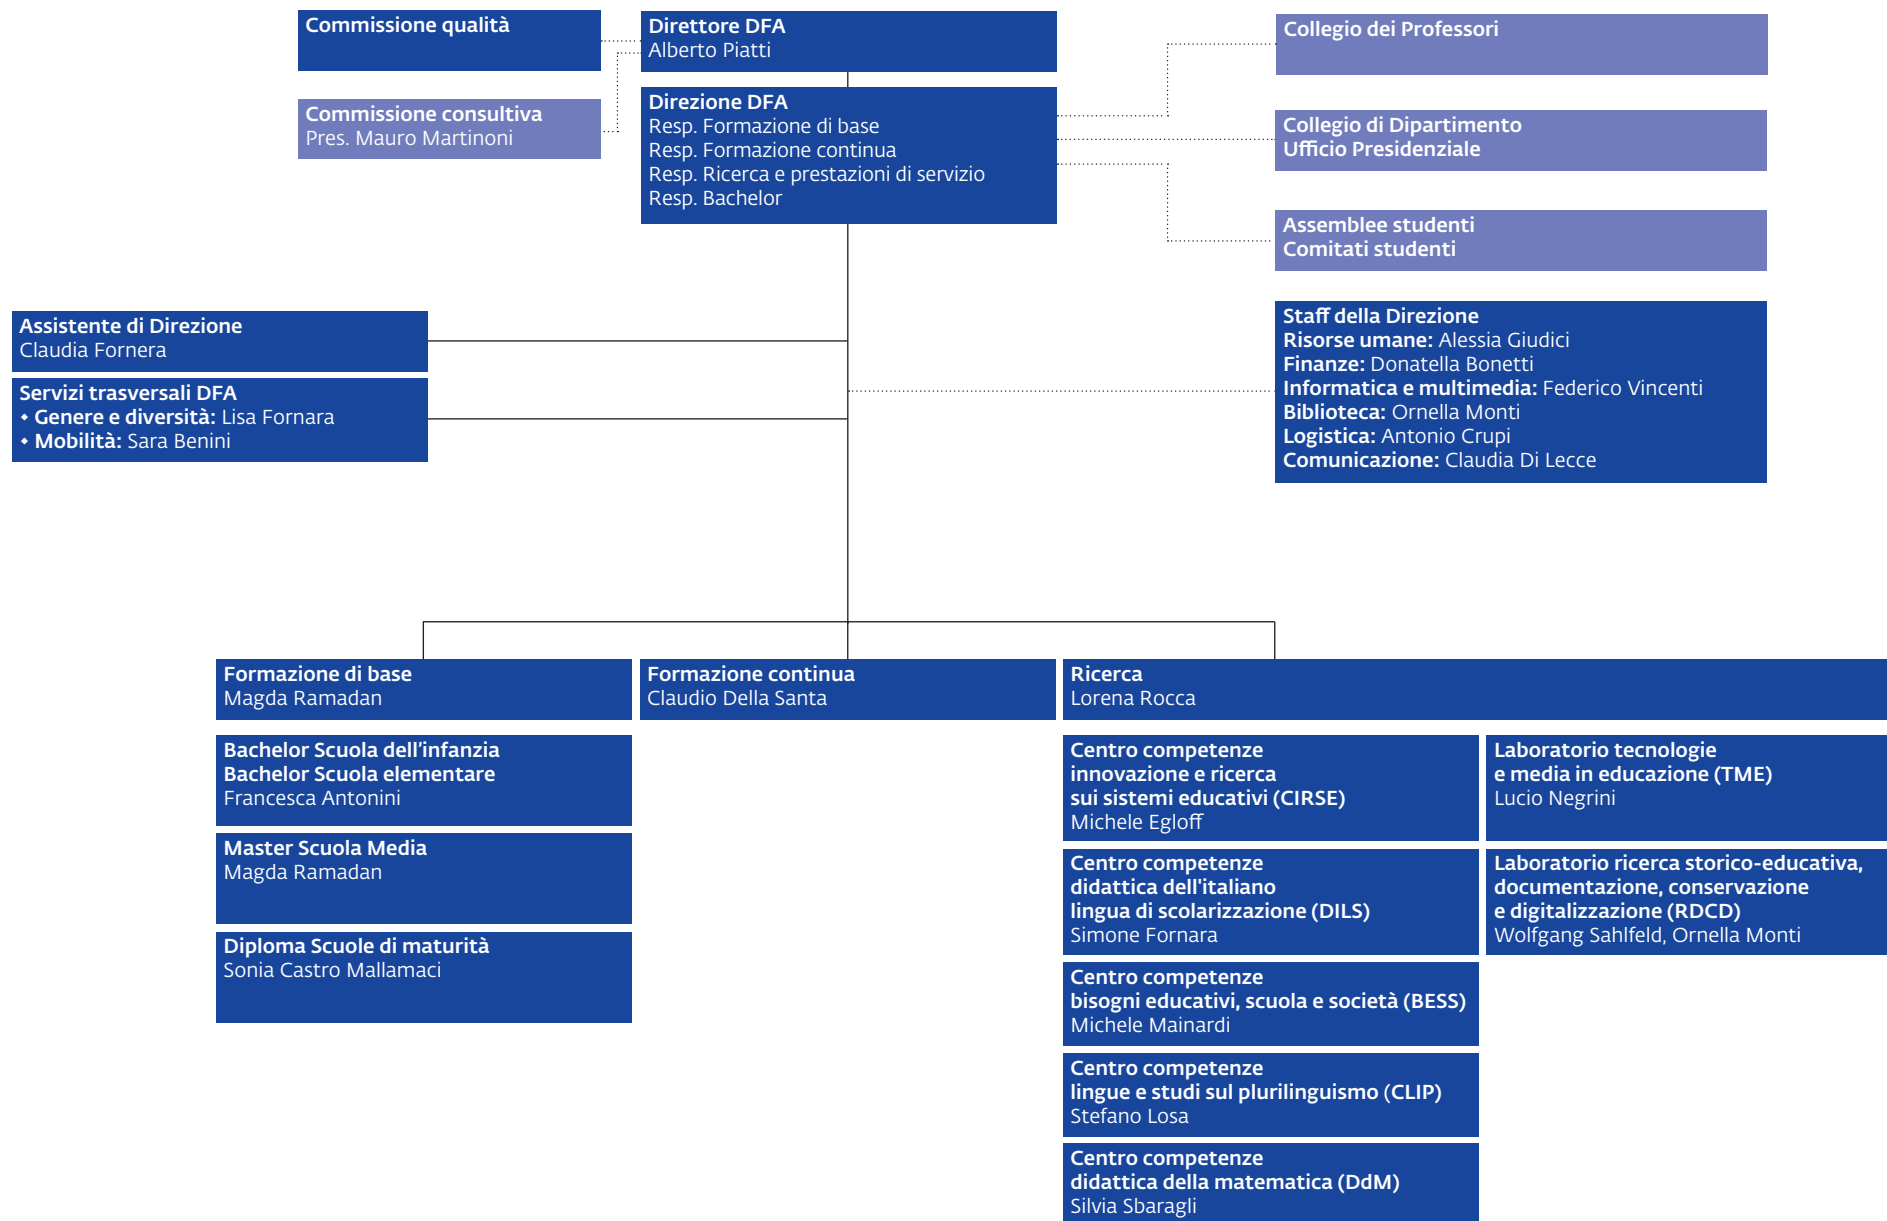 Commissione qualità
Direttore DFA
Alberto Piatti
Collegio dei Professori
Commissione consultiva
Pres. Mauro Martinoni
Direzione DFA
Resp. Formazione di base
Resp. Formazione continua
Resp. Ricerca e prestazioni di servizio
Resp. Bachelor
Collegio di Dipartimento
Ufficio Presidenziale
Assemblee studenti
Comitati studenti
Assistente di Direzione
Claudia Fornera
Servizi trasversali DFA
• Genere e diversità: Lisa Fornara
• Mobilità: Sara Benini
Staff della Direzione
Risorse umane: Alessia Giudici
Finanze: Donatella Bonetti
Informatica e multimedia: Federico Vincenti
Biblioteca: Ornella Monti
Logistica: Antonio Crupi
Comunicazione: Claudia Di Lecce
Formazione di base
Magda Ramadan
Formazione continua
Claudio Della Santa
Ricerca
Lorena Rocca
Bachelor Scuola dell'infanzia
Bachelor Scuola elementare
Francesca Antonini
Master Scuola Media
Magda Ramadan
Diploma Scuole di maturità
Sonia Castro Mallamaci
Centro competenze
innovazione e ricerca
sui sistemi educativi (CIRSE)
Michele Egloff
Centro competenze
didattica dell'italiano
lingua di scolarizzazione (DILS)
Simone Fornara
Centro competenze
bisogni educativi, scuola e società (BESS)
Michele Mainardi
Centro competenze
lingue e studi sul plurilinguismo (CLIP)
Stefano Losa
Centro competenze
didattica della matematica (DdM)
Silvia Sbaragli
Laboratorio tecnologie
e media in educazione (TME)
Lucio Negrini
Laboratorio ricerca storico-educativa,
documentazione, conservazione
e digitalizzazione (RDCD)
Wolfgang Sahlfeld, Ornella Monti